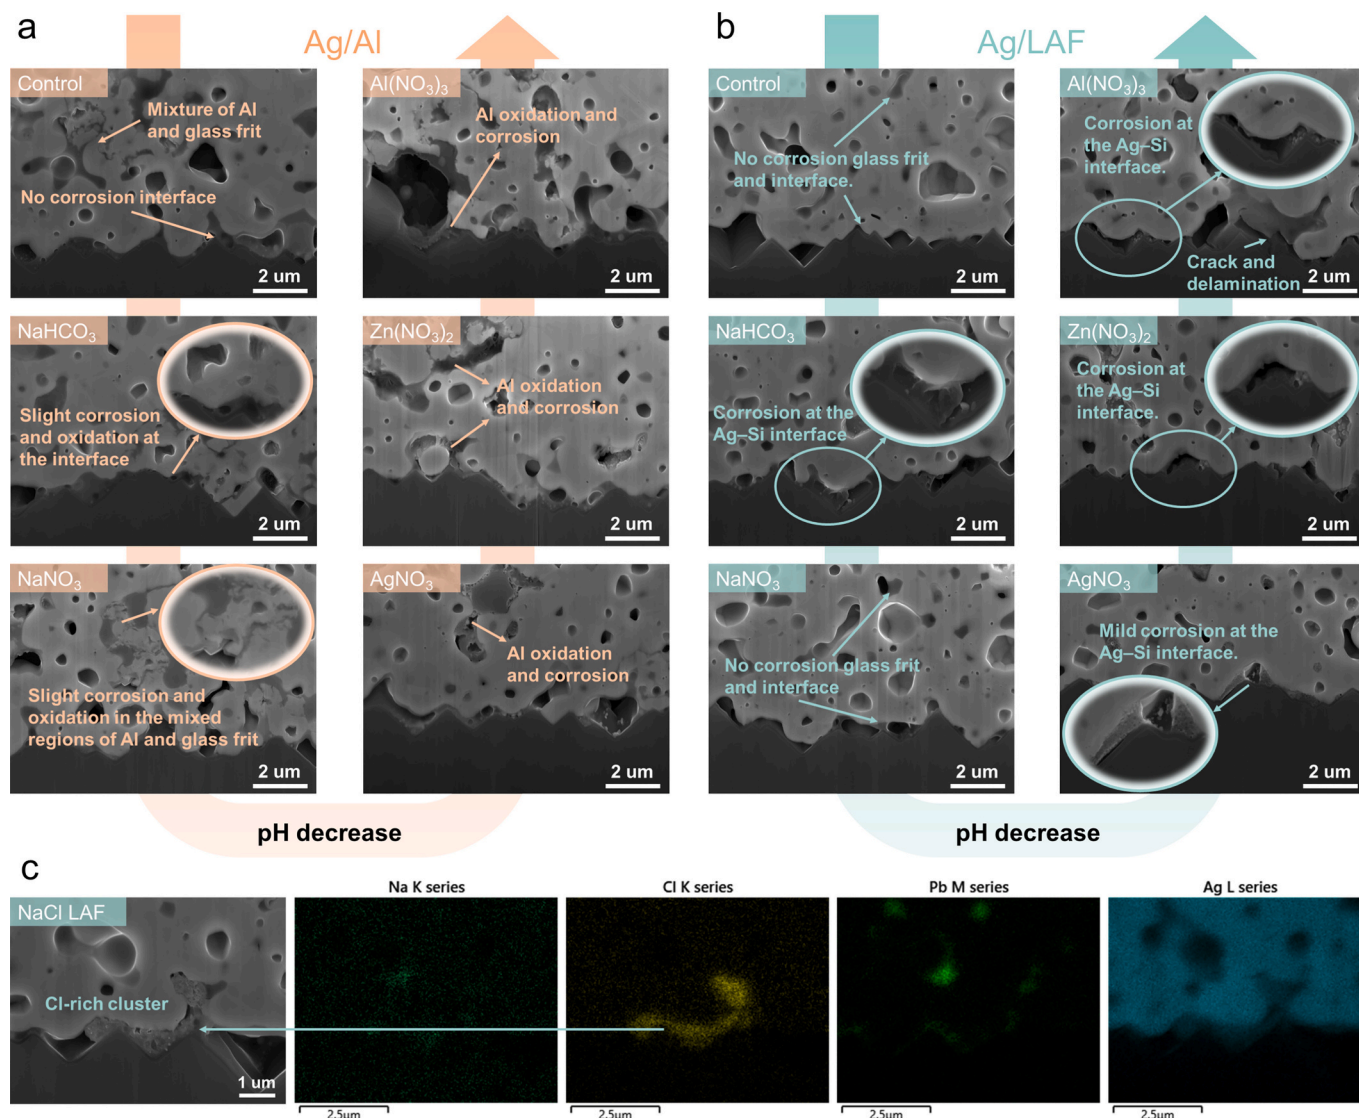 a
Ag/Al
Control
Mixture of Al
and glass frit
No corrosion interface
2 um
Al(NO₃)₃
Al oxidation and
corrosion
2 um
NaHCO₃
Slight corrosion
and oxidation at
the interface
2 um
Zn(NO₃)₂
Al oxidation
and corrosion
2 um
NaNO₃
Slight corrosion and
oxidation in the mixed
regions of Al and glass frit
2 um
AgNO₃
Al oxidation
and corrosion
2 um
pH decrease
b
Ag/LAF
Control
No corrosion glass frit
and interface.
2 um
Al(NO₃)₃
Corrosion at
the Ag–Si
interface.
Crack and
delamination
2 um
NaHCO₃
Corrosion at the
Ag–Si interface
2 um
Zn(NO₃)₂
Corrosion at
the Ag–Si
interface.
2 um
NaNO₃
No corrosion glass frit
and interface
2 um
AgNO₃
Mild corrosion at the
Ag–Si interface.
2 um
pH decrease
c
NaCl LAF
Cl-rich cluster
1 um
Na K series
2.5μm
Cl K series
2.5μm
Pb M series
2.5μm
Ag L series
2.5μm